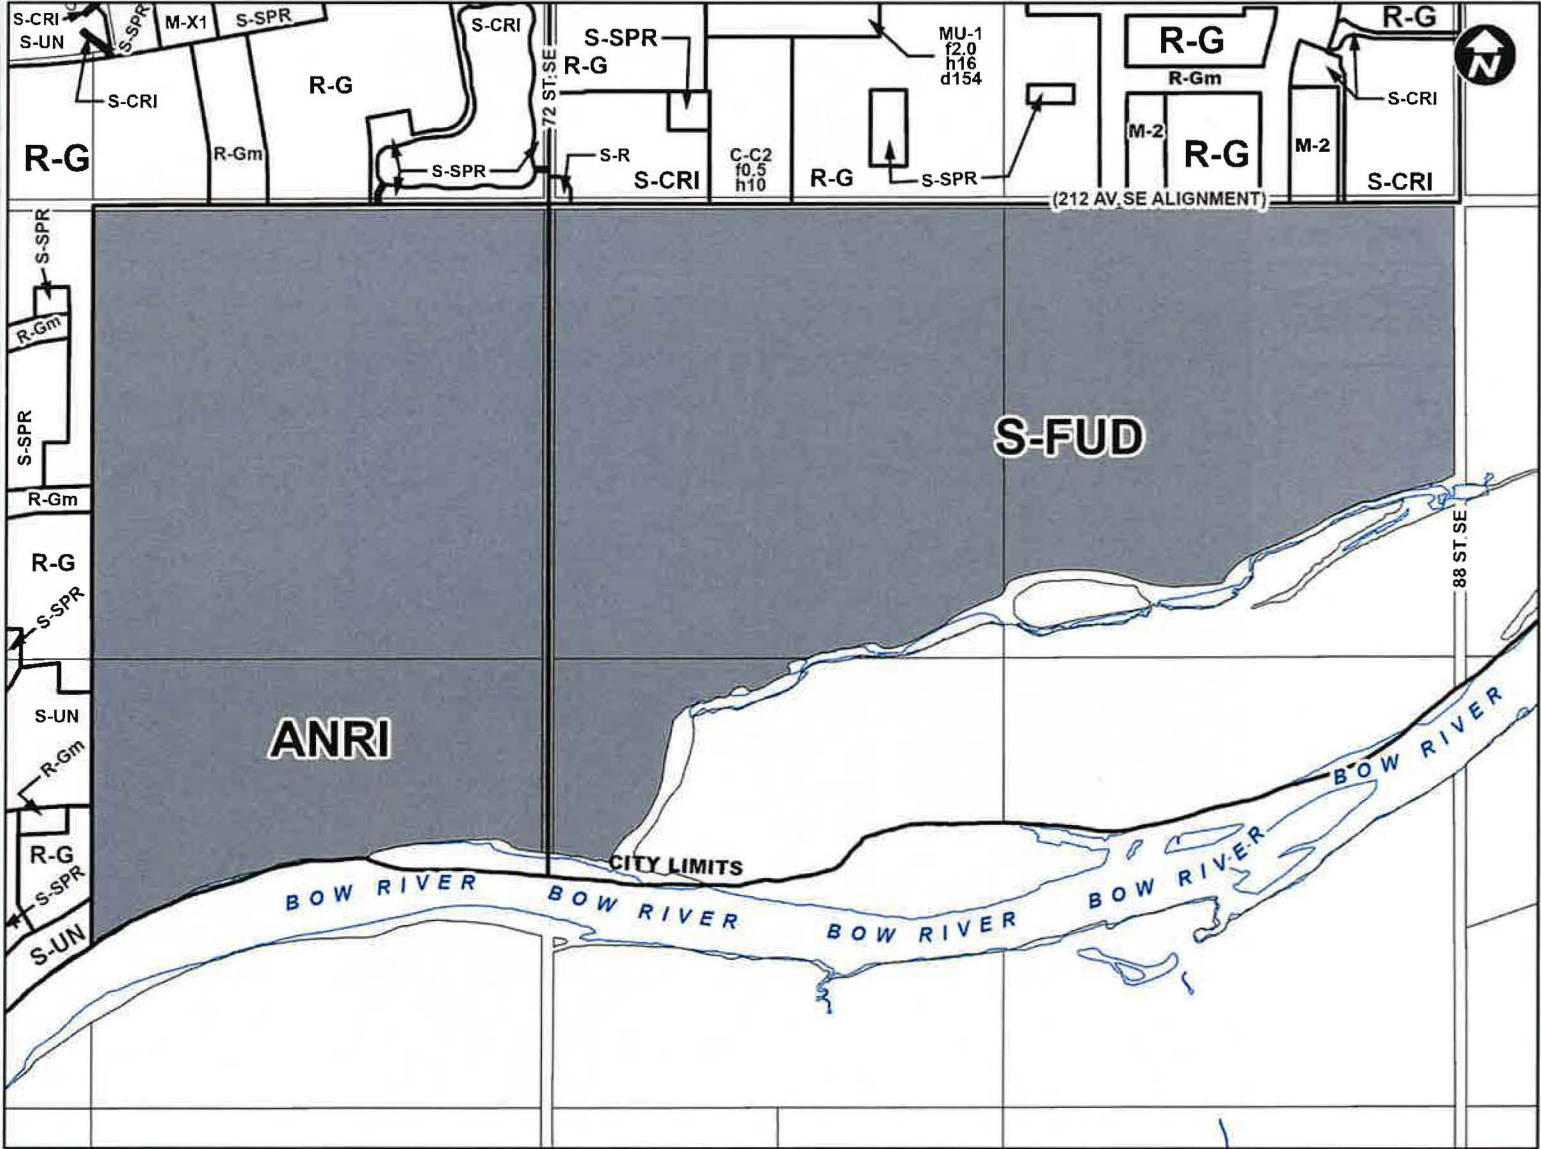 S-CRI
S-UN
S-SPR
M-X1
S-SPR
S-CRI
S-CRI
R-G
R-G
R-Gm
S-SPR
72 ST. SE
S-SPR
R-G
S-R
S-CRI
C-C2
f0.5
h10
MU-1
f2.0
h16
d154
R-G
S-SPR
R-G
R-Gm
M-2
R-G
M-2
R-G
S-CRI
S-CRI
N
(212 AV SE ALIGNMENT)
S-SPR
R-Gm
S-SPR
R-Gm
R-G
S-SPR
S-UN
R-Gm
R-G
S-SPR
S-UN
S-FUD
ANRI
88 ST. SE
CITY LIMITS
BOW RIVER
BOW RIVER
BOW RIVER
BOW RIVER
BOW RIVER